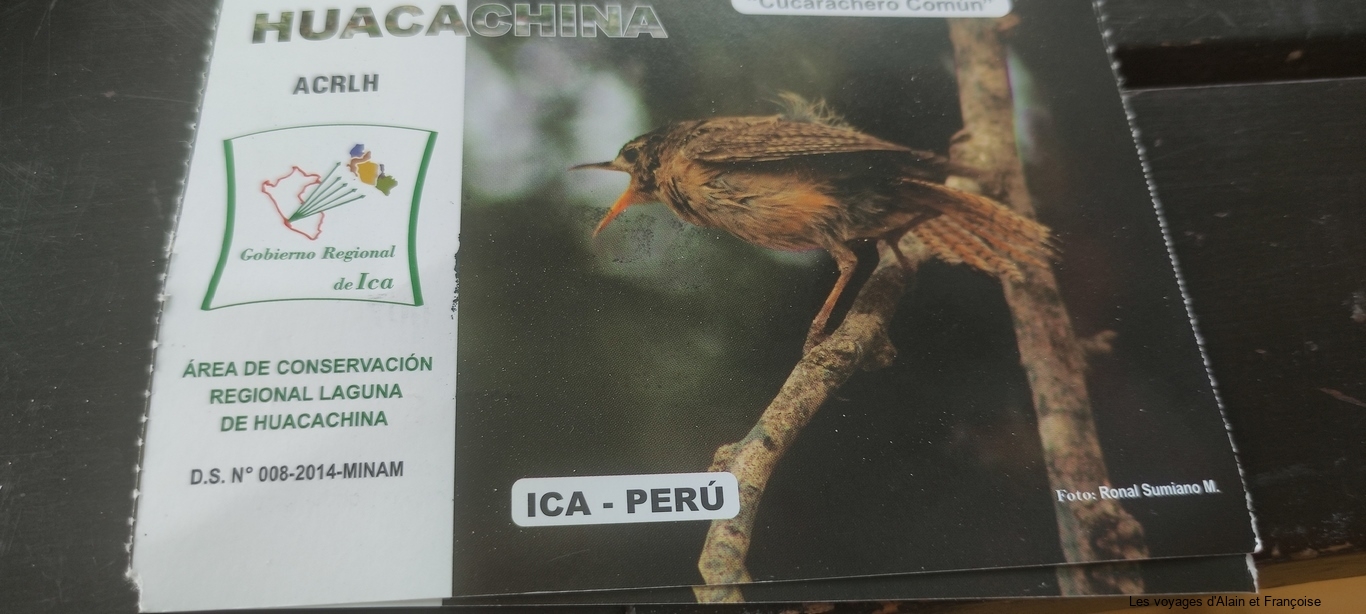 HUACACHINA
"Cucarachero Común"
ACRLH
Gobierno Regional
de Ica
ÁREA DE CONSERVACIÓN
REGIONAL LAGUNA
DE HUACACHINA
D.S. N° 008-2014-MINAM
ICA - PERÚ
Foto: Ronal Sumiano M.
Les voyages d'Alain et Françoise